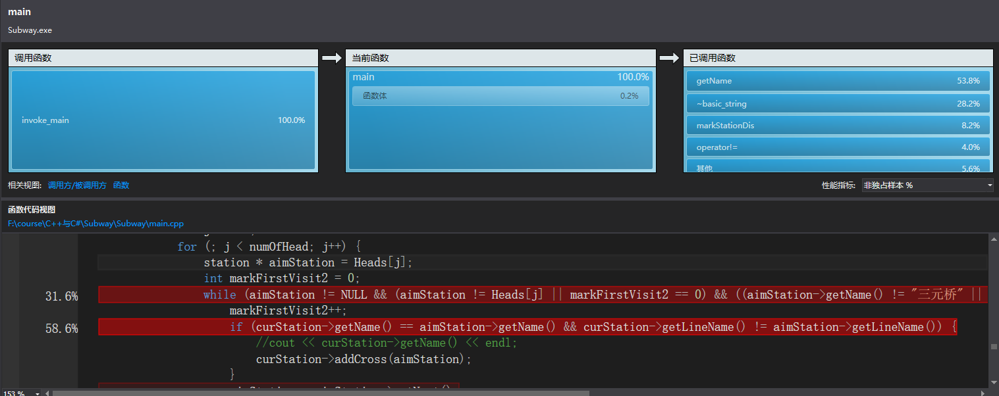 main
Subway.exe
调用函数
当前函数
已调用函数
invoke_main 100.0%
main 100.0%
函数体 0.2%
getName 53.8%
~basic_string 28.2%
markStationDis 8.2%
operator!= 4.0%
其他 5.6%
相关视图: 调用方/被调用方 函数
性能指标: 非独占样本 %
函数代码视图
F:\course\C++与C#\Subway\Subway\main.cpp
for (; j < numOfHead; j++) {
station * aimStation = Heads[j];
int markFirstVisit2 = 0;
31.6% while (aimStation != NULL && (aimStation != Heads[j] || markFirstVisit2 == 0) && ((aimStation->getName() != "三元桥" ||
markFirstVisit2++;
58.6% if (curStation->getName() == aimStation->getName() && curStation->getLineName() != aimStation->getLineName()) {
//cout << curStation->getName() << endl;
curStation->addCross(aimStation);
}
153 %